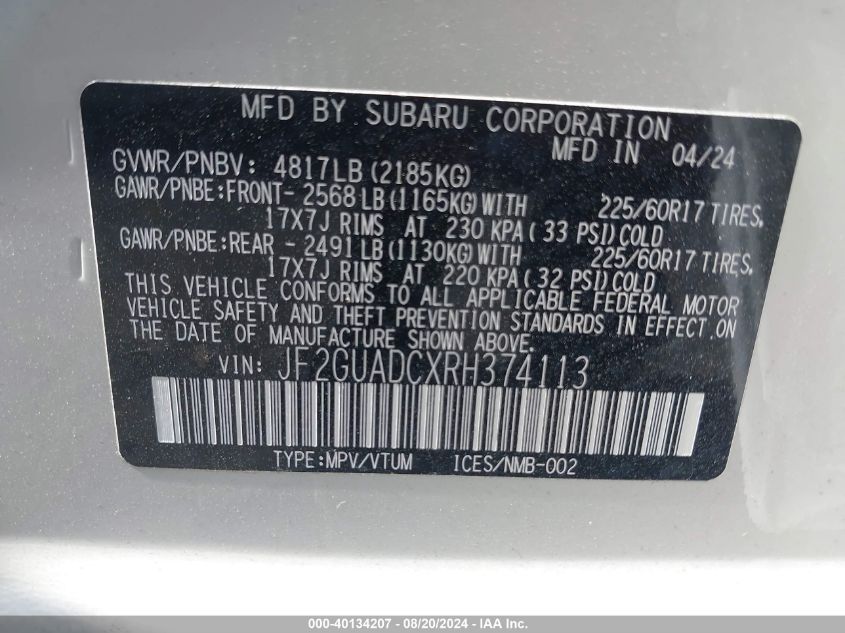 MFD BY SUBARU CORPORATION
MFD IN 04/24
GVWR/PNBV: 4817LB(2185KG)
GAWR/PNBE:FRONT- 2568LB(1165KG)WITH 225/60R17 TIRES,
17X7J RIMS AT 230 KPA( 33 PSI)COLD
GAWR/PNBE:REAR - 2491LB(1130KG)WITH 225/60R17 TIRES,
17X7J RIMS AT 220 KPA( 32 PSI)COLD
THIS VEHICLE CONFORMS TO ALL APPLICABLE FEDERAL MOTOR
VEHICLE SAFETY AND THEFT PREVENTION STANDARDS IN EFFECT ON
THE DATE OF MANUFACTURE SHOWN ABOVE.
VIN: JF2GUADCXRH374113
TYPE:MPV/VTUM ICES/NMB-002
000-40134207 - 08/20/2024 - IAA Inc.